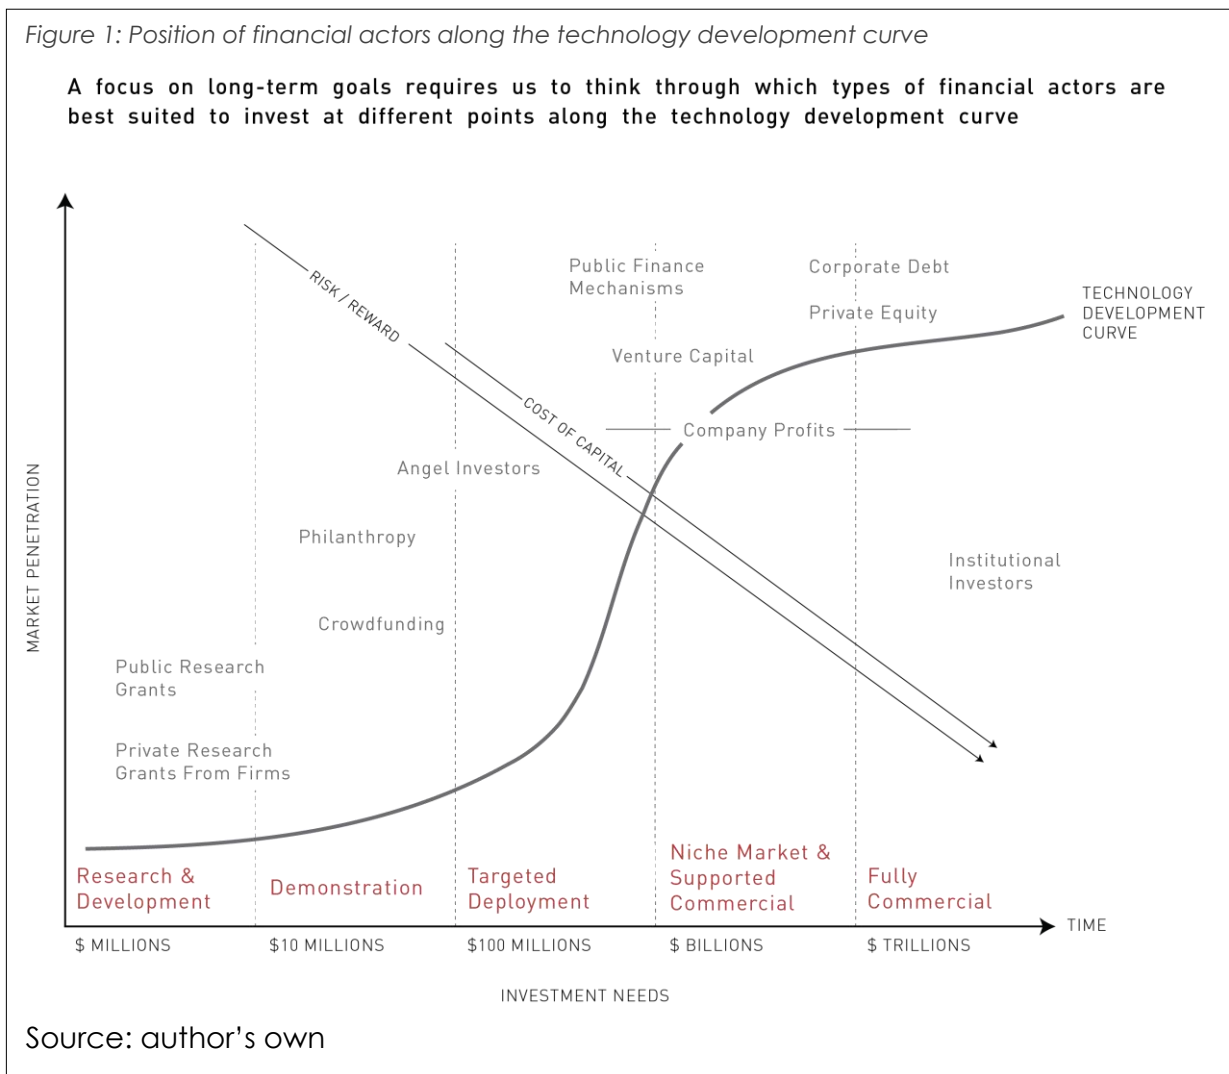 Figure 1: Position of financial actors along the technology development curve
A focus on long-term goals requires us to think through which types of financial actors are
best suited to invest at different points along the technology development curve
MARKET PENETRATION
RISK / REWARD
COST OF CAPITAL
Public Finance
Mechanisms
Corporate Debt
Private Equity
TECHNOLOGY
DEVELOPMENT
CURVE
Venture Capital
Company Profits
Angel Investors
Philanthropy
Institutional
Investors
Crowdfunding
Public Research
Grants
Private Research
Grants From Firms
Research &
Development
Demonstration
Targeted
Deployment
Niche Market &
Supported
Commercial
Fully
Commercial
TIME
$ MILLIONS
$10 MILLIONS
$100 MILLIONS
$ BILLIONS
$ TRILLIONS
INVESTMENT NEEDS
Source: author’s own